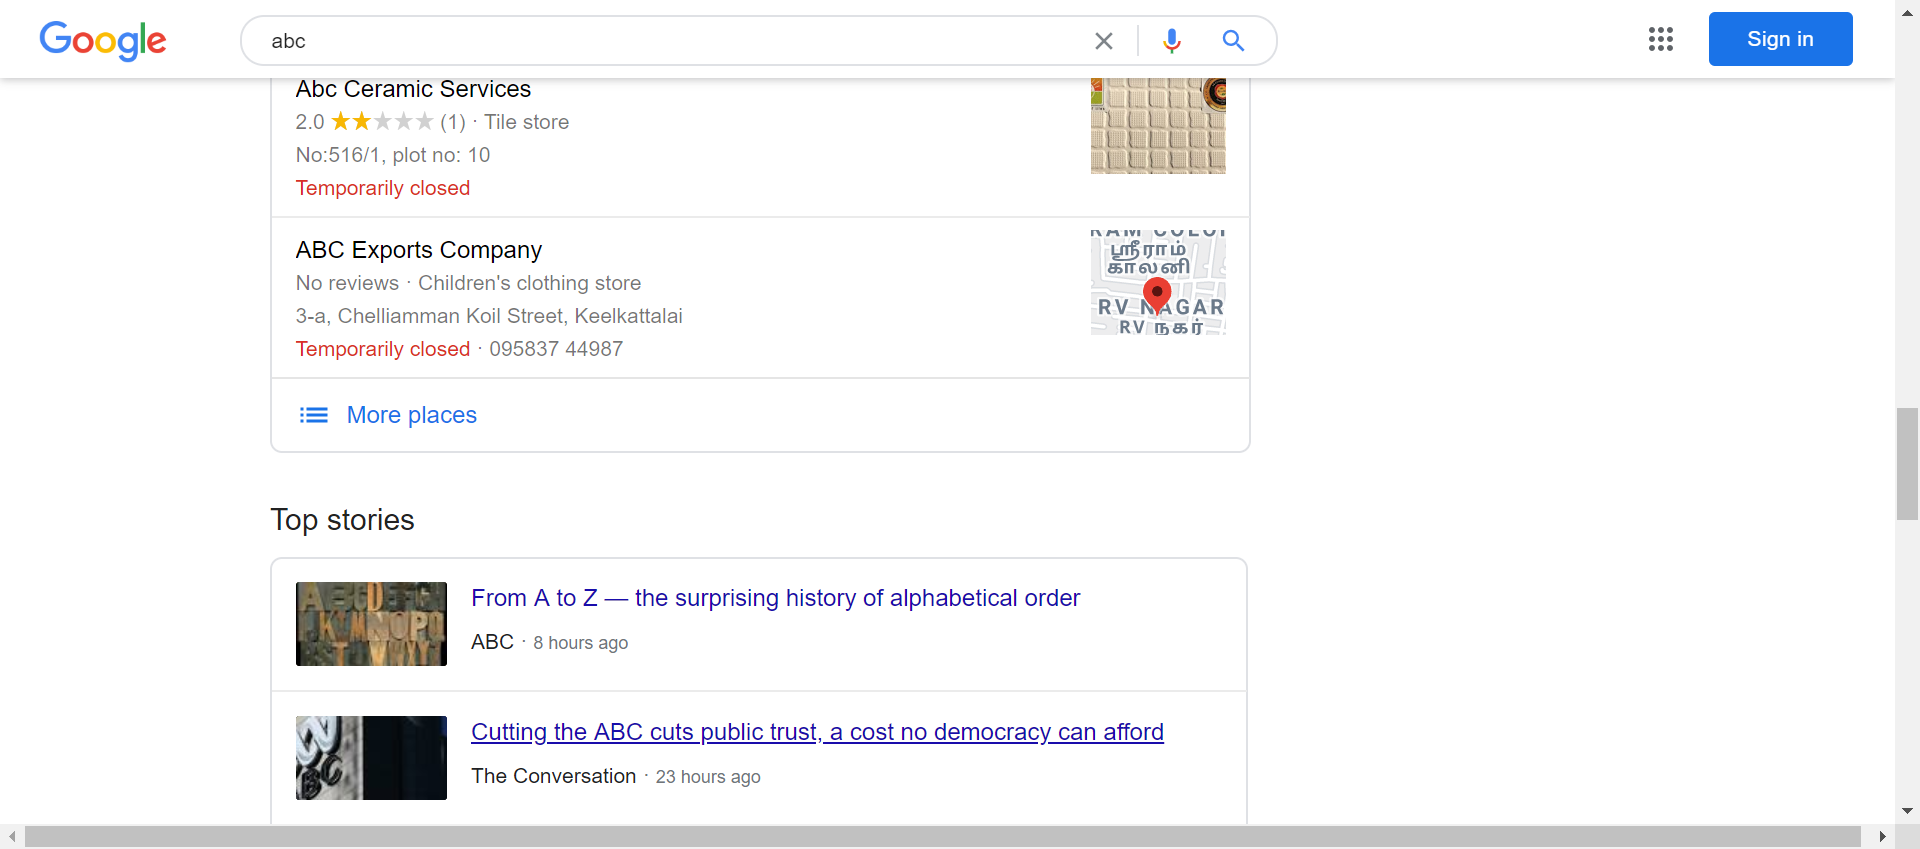 Google
abc
Sign in
Abc Ceramic Services
2.0 (1) · Tile store
No:516/1, plot no: 10
Temporarily closed
ABC Exports Company
No reviews · Children's clothing store
3-a, Chelliamman Koil Street, Keelkattalai
Temporarily closed · 095837 44987
ஸ்ரீராம்
காலனி
RV NAGAR
RV நகர்
More places
Top stories
From A to Z — the surprising history of alphabetical order
ABC · 8 hours ago
Cutting the ABC cuts public trust, a cost no democracy can afford
The Conversation · 23 hours ago